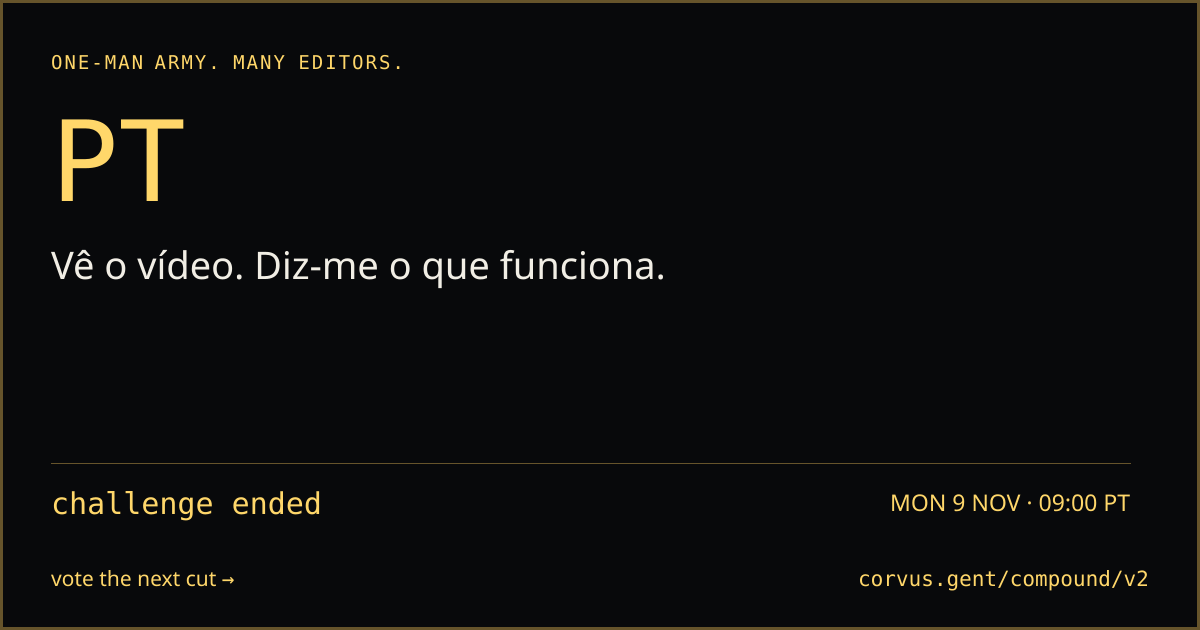 ONE-MAN ARMY. MANY EDITORS.
PT
Vê o vídeo. Diz-me o que funciona.
challenge ended
MON 9 NOV · 09:00 PT
vote the next cut →
corvus.gent/compound/v2